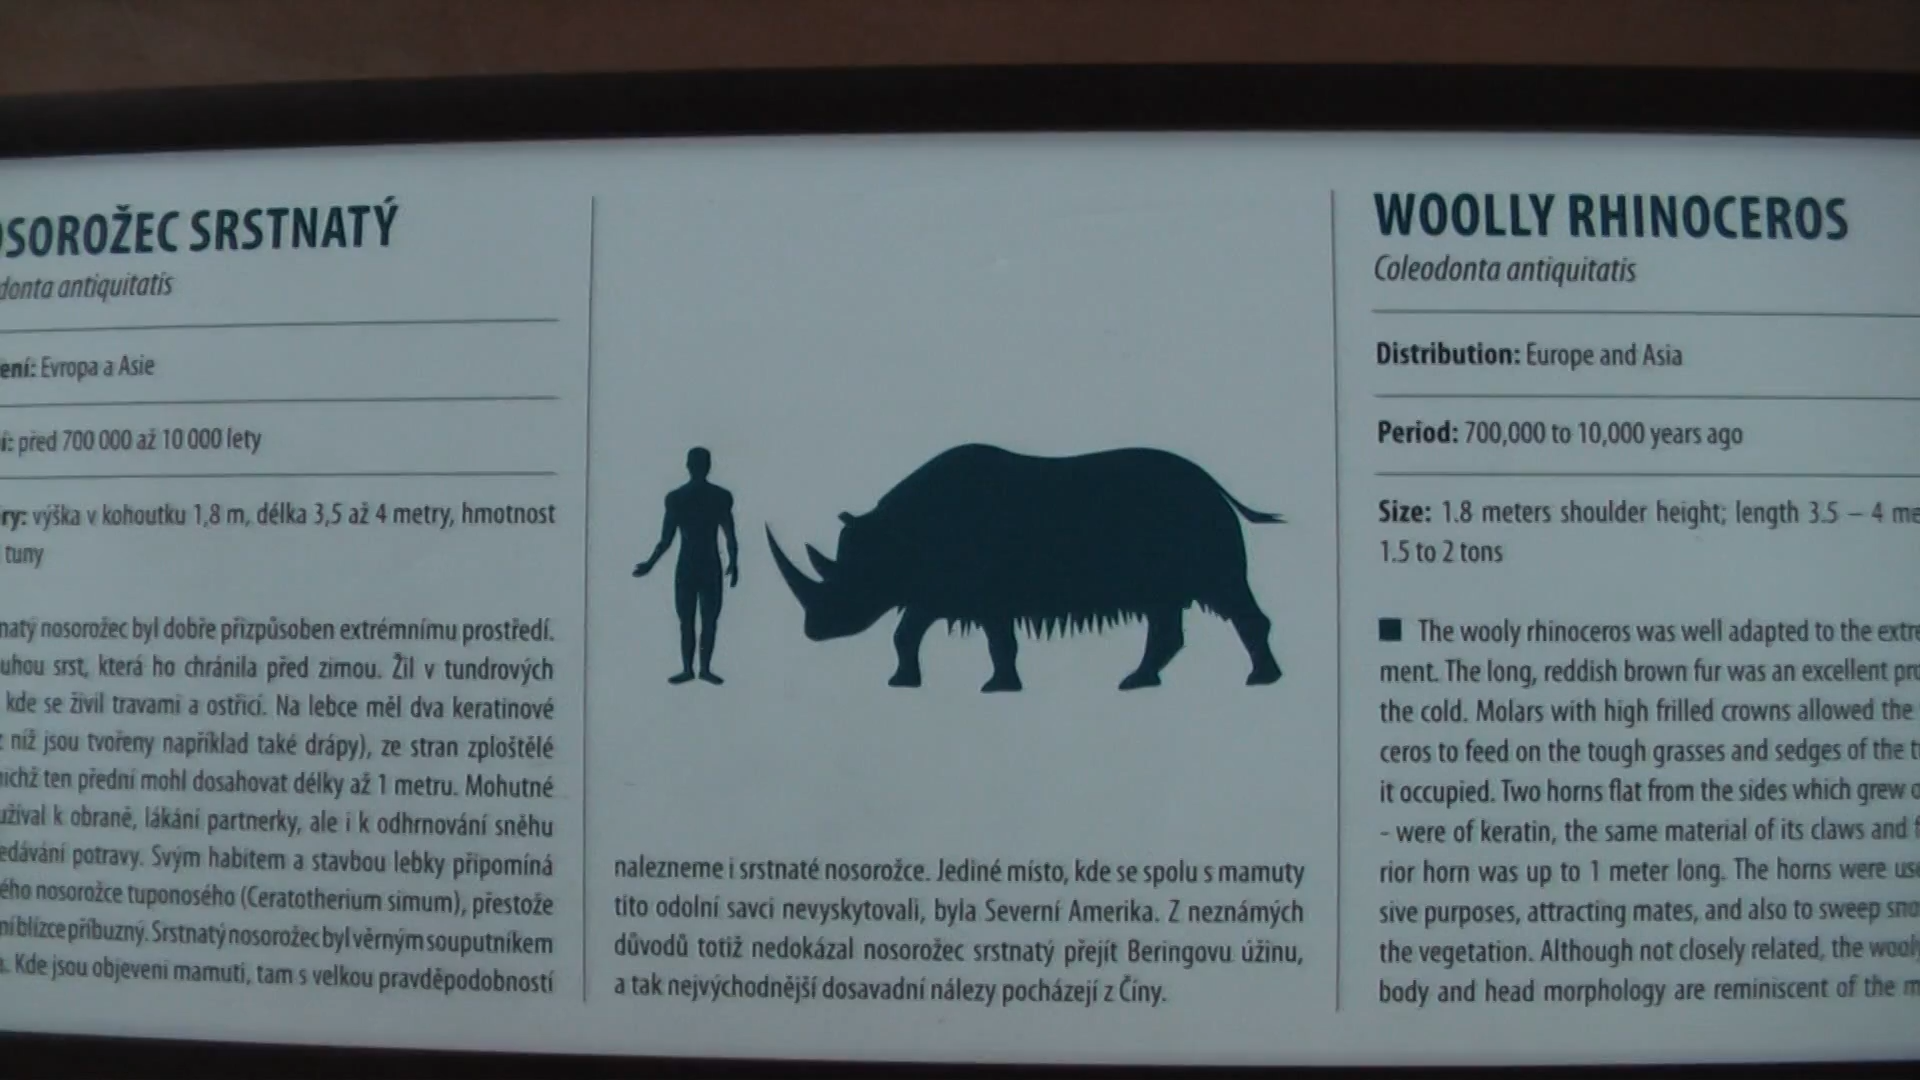 OSOROŽEC SRSTNATÝ
donta antiquitatis
ení: Evropa a Asie
í: před 700 000 až 10 000 lety
ry: výška v kohoutku 1,8 m, délka 3,5 až 4 metry, hmotnost
tuny
natý nosorožec byl dobře přizpůsoben extrémnímu prostředí.
uhou srst, která ho chránila před zimou. Žil v tundrových
kde se živil travami a ostřicí. Na lebce měl dva keratinové
z níž jsou tvořeny například také drápy), ze stran zploštělé
nichž ten přední mohl dosahovat délky až 1 metru. Mohutné
užíval k obraně, lákání partnerky, ale i k odhrnování sněhu
edávání potravy. Svým habitem a stavbou lebky připomíná
ého nosorožce tuponosého (Ceratotherium simum), přestože
ní blízce příbuzný. Srstnatý nosorožec byl věrným souputníkem
. Kde jsou objeveni mamuti, tam s velkou pravděpodobností
nalezneme i srstnaté nosorožce. Jediné místo, kde se spolu s mamuty
tito odolní savci nevyskytovali, byla Severní Amerika. Z neznámých
důvodů totiž nedokázal nosorožec srstnatý přejít Beringovu úžinu,
a tak nejvýchodnější dosavadní nálezy pocházejí z Číny.
WOOLLY RHINOCEROS
Coleodonta antiquitatis
Distribution: Europe and Asia
Period: 700,000 to 10,000 years ago
Size: 1.8 meters shoulder height; length 3.5 – 4 me
1.5 to 2 tons
■ The wooly rhinoceros was well adapted to the extre
ment. The long, reddish brown fur was an excellent pro
the cold. Molars with high frilled crowns allowed the
ceros to feed on the tough grasses and sedges of the t
it occupied. Two horns flat from the sides which grew o
- were of keratin, the same material of its claws and f
rior horn was up to 1 meter long. The horns were use
sive purposes, attracting mates, and also to sweep sno
the vegetation. Although not closely related, the wooly
body and head morphology are reminiscent of the m